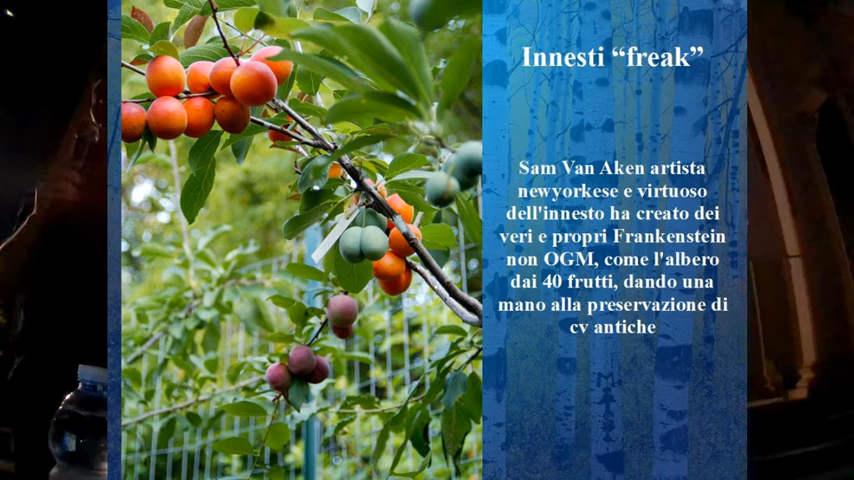 Innesti “freak”
Sam Van Aken artista
newyorkese e virtuoso
dell'innesto ha creato dei
veri e propri Frankenstein
non OGM, come l'albero
dai 40 frutti, dando una
mano alla preservazione di
cv antiche